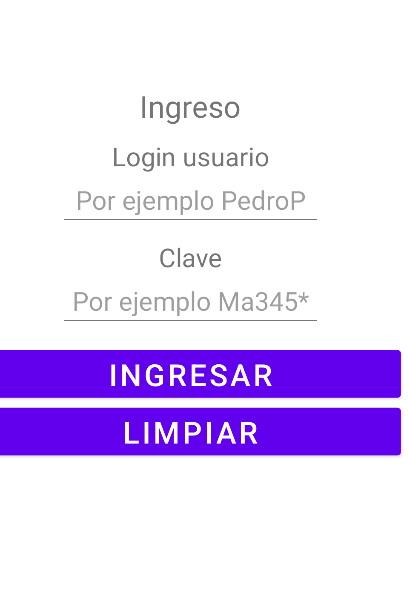 Ingreso
Login usuario
Por ejemplo PedroP
Clave
Por ejemplo Ma345*
INGRESAR
LIMPIAR